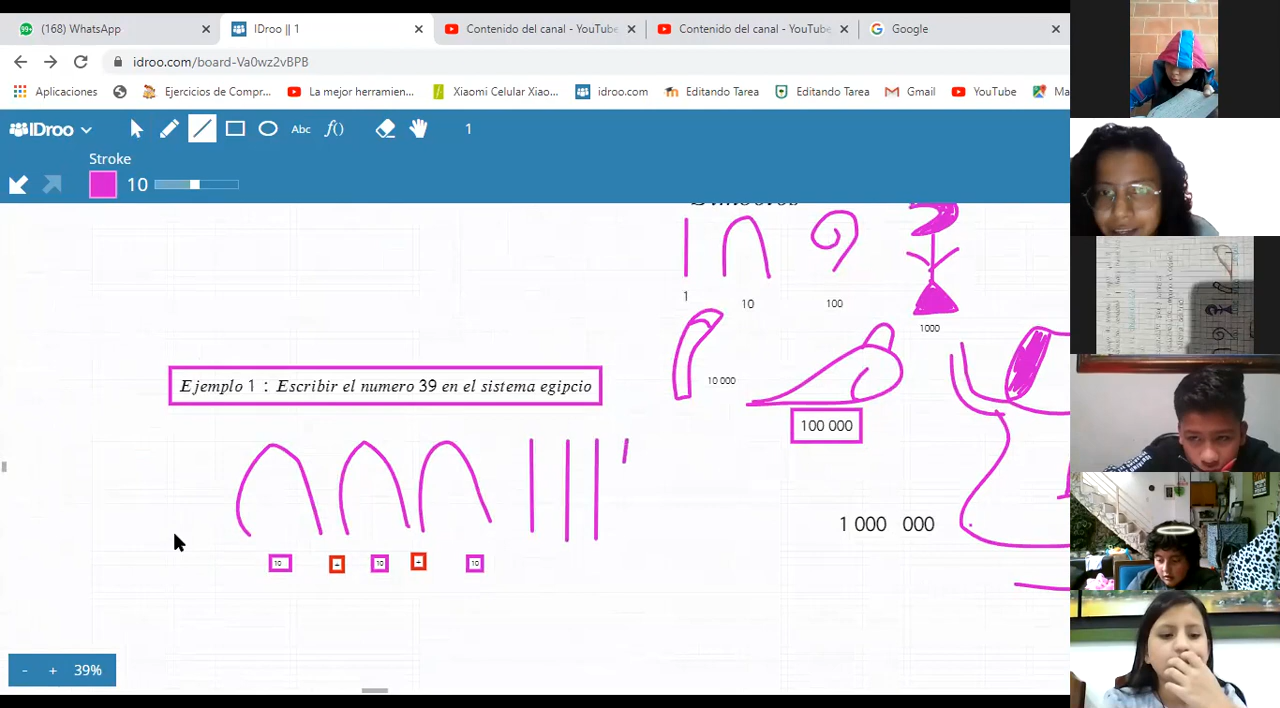 (168) WhatsApp
IDroo || 1
Contenido del canal - YouTube
Contenido del canal - YouTube
Google
idroo.com/board-Va0wz2vBPB
Aplicaciones
Ejercicios de Compr...
La mejor herramien...
Xiaomi Celular Xiao...
idroo.com
Editando Tarea
Editando Tarea
Gmail
YouTube
Ma
IDroo
Abc
f()
1
Stroke
10
1
10
100
1000
10 000
100 000
1 000 000
Ejemplo 1 : Escribir el numero 39 en el sistema egipcio
10
10
10
- + 39%